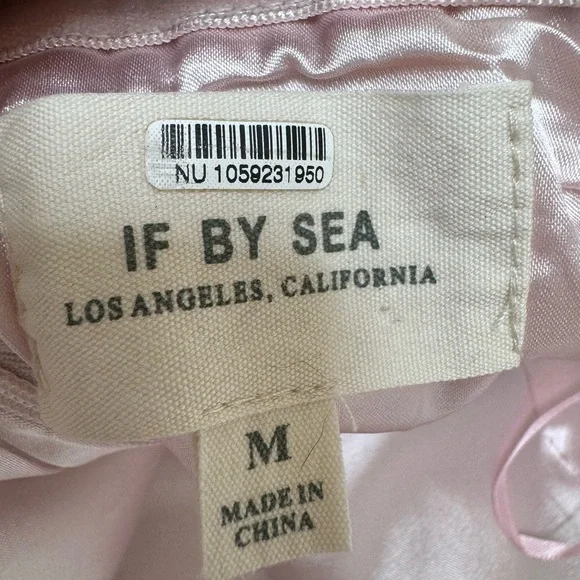 NU 1059231950
IF BY SEA
LOS ANGELES, CALIFORNIA
M
MADE IN
CHINA